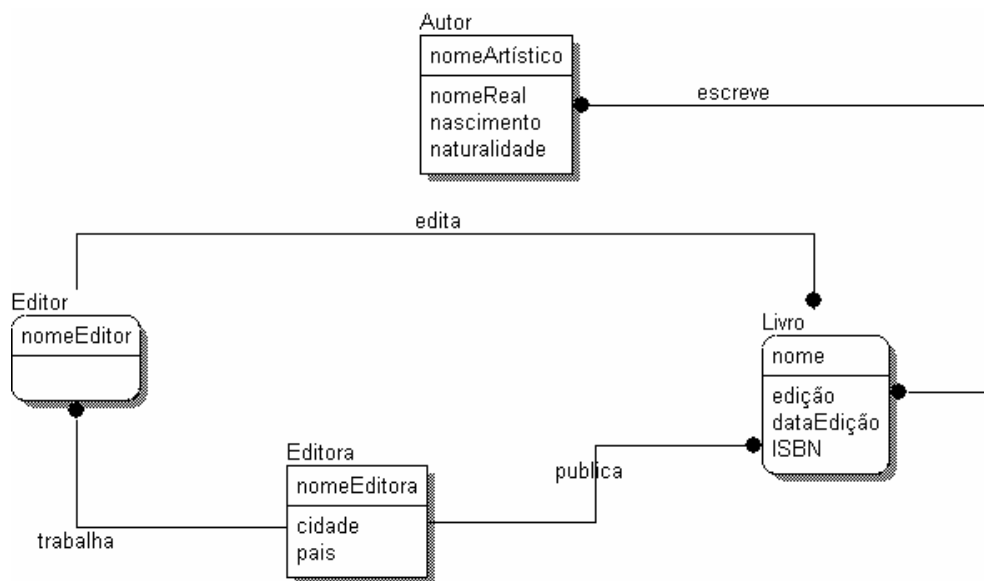 Autor
nomeArtístico
nomeReal
nascimento
naturalidade
escreve
edita
Editor
nomeEditor
Livro
nome
edição
dataEdição
ISBN
Editora
nomeEditora
cidade
pais
publica
trabalha